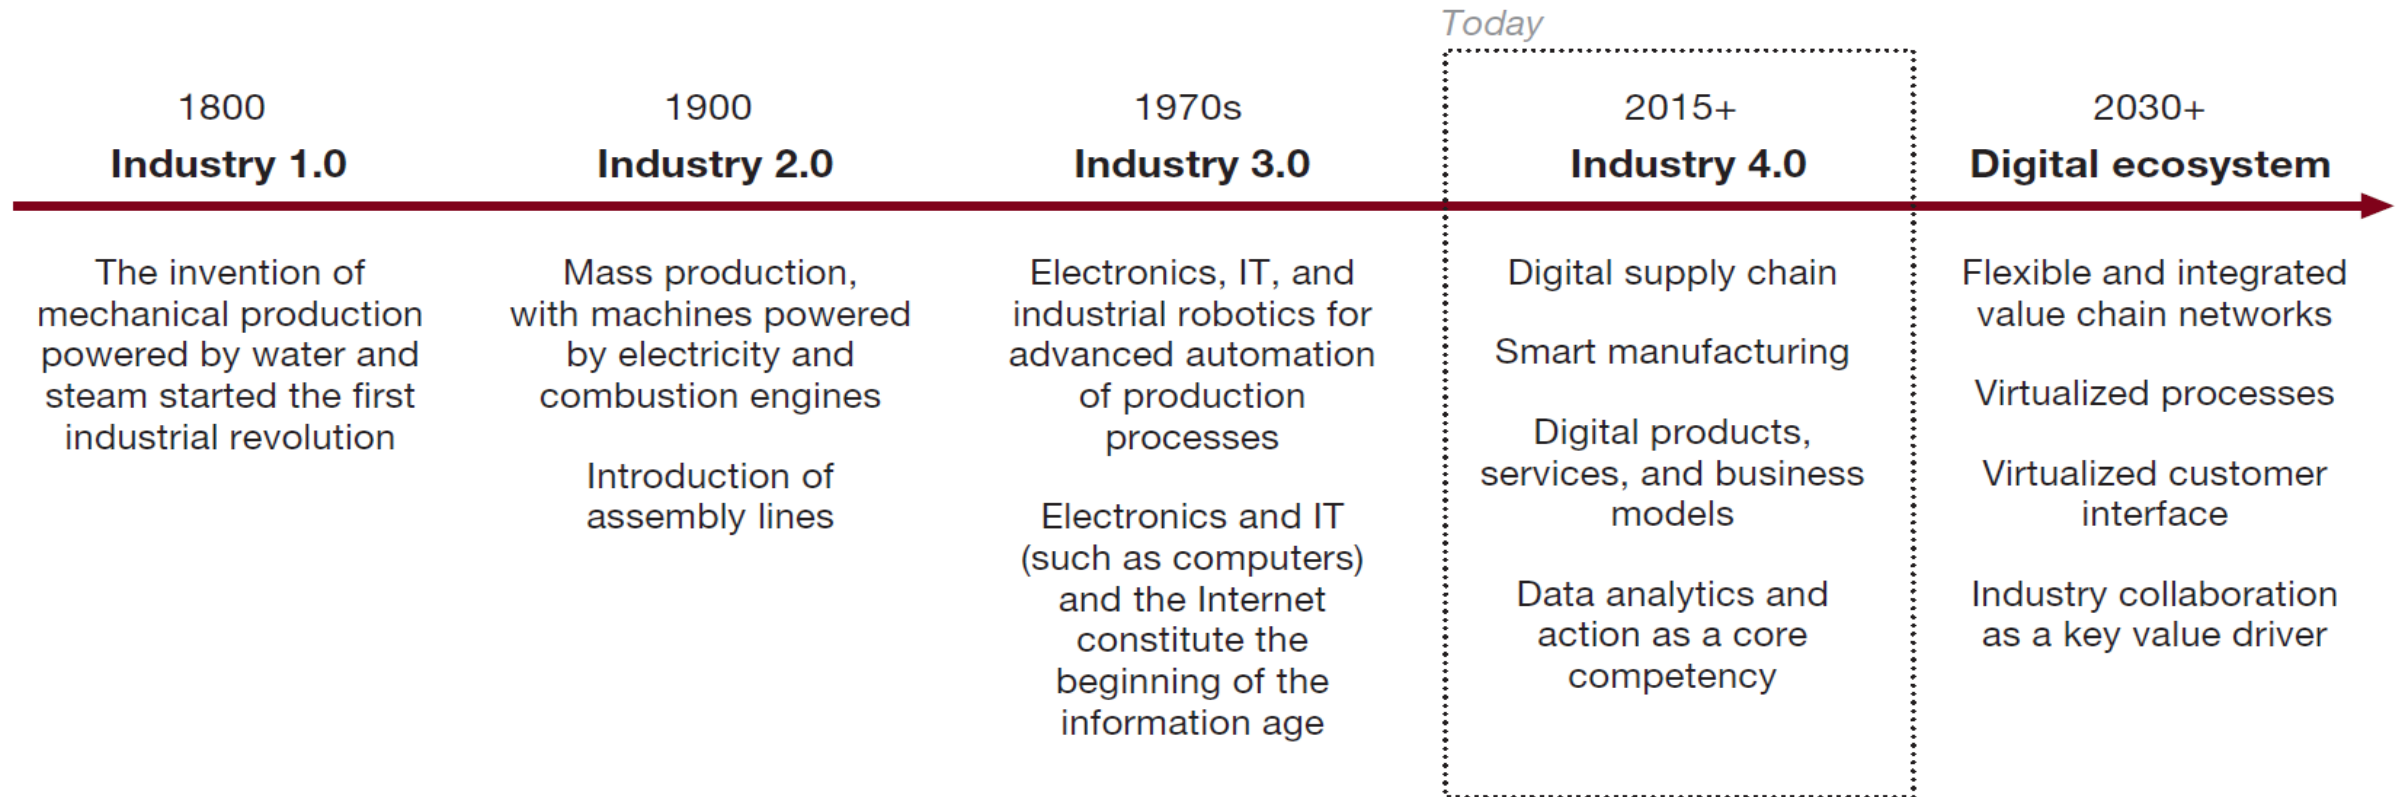 Today
1800
Industry 1.0
The invention of
mechanical production
powered by water and
steam started the first
industrial revolution
1900
Industry 2.0
Mass production,
with machines powered
by electricity and
combustion engines
Introduction of
assembly lines
1970s
Industry 3.0
Electronics, IT, and
industrial robotics for
advanced automation
of production
processes
Electronics and IT
(such as computers)
and the Internet
constitute the
beginning of the
information age
2015+
Industry 4.0
Digital supply chain
Smart manufacturing
Digital products,
services, and business
models
Data analytics and
action as a core
competency
2030+
Digital ecosystem
Flexible and integrated
value chain networks
Virtualized processes
Virtualized customer
interface
Industry collaboration
as a key value driver